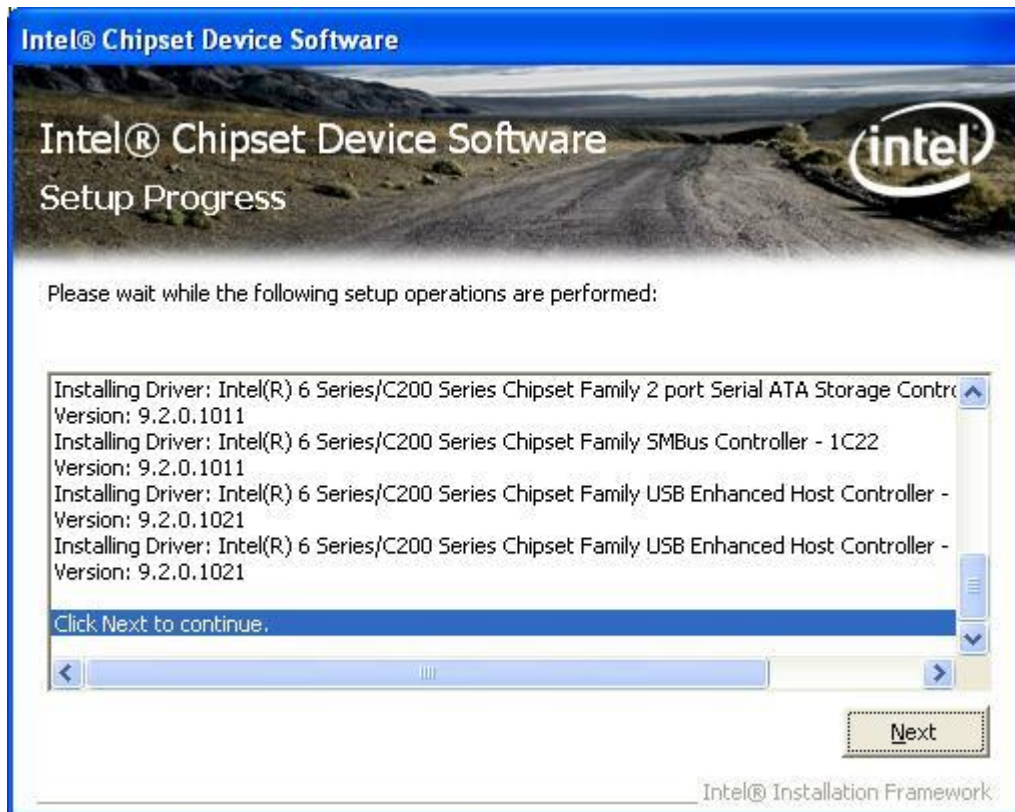 Intel® Chipset Device Software
Intel® Chipset Device Software
intel
Setup Progress
Please wait while the following setup operations are performed:
Installing Driver: Intel(R) 6 Series/C200 Series Chipset Family 2 port Serial ATA Storage Contro
Version: 9.2.0.1011
Installing Driver: Intel(R) 6 Series/C200 Series Chipset Family SMBus Controller - 1C22
Version: 9.2.0.1011
Installing Driver: Intel(R) 6 Series/C200 Series Chipset Family USB Enhanced Host Controller -
Version: 9.2.0.1021
Installing Driver: Intel(R) 6 Series/C200 Series Chipset Family USB Enhanced Host Controller -
Version: 9.2.0.1021
Click Next to continue.
Next
Intel® Installation Framework